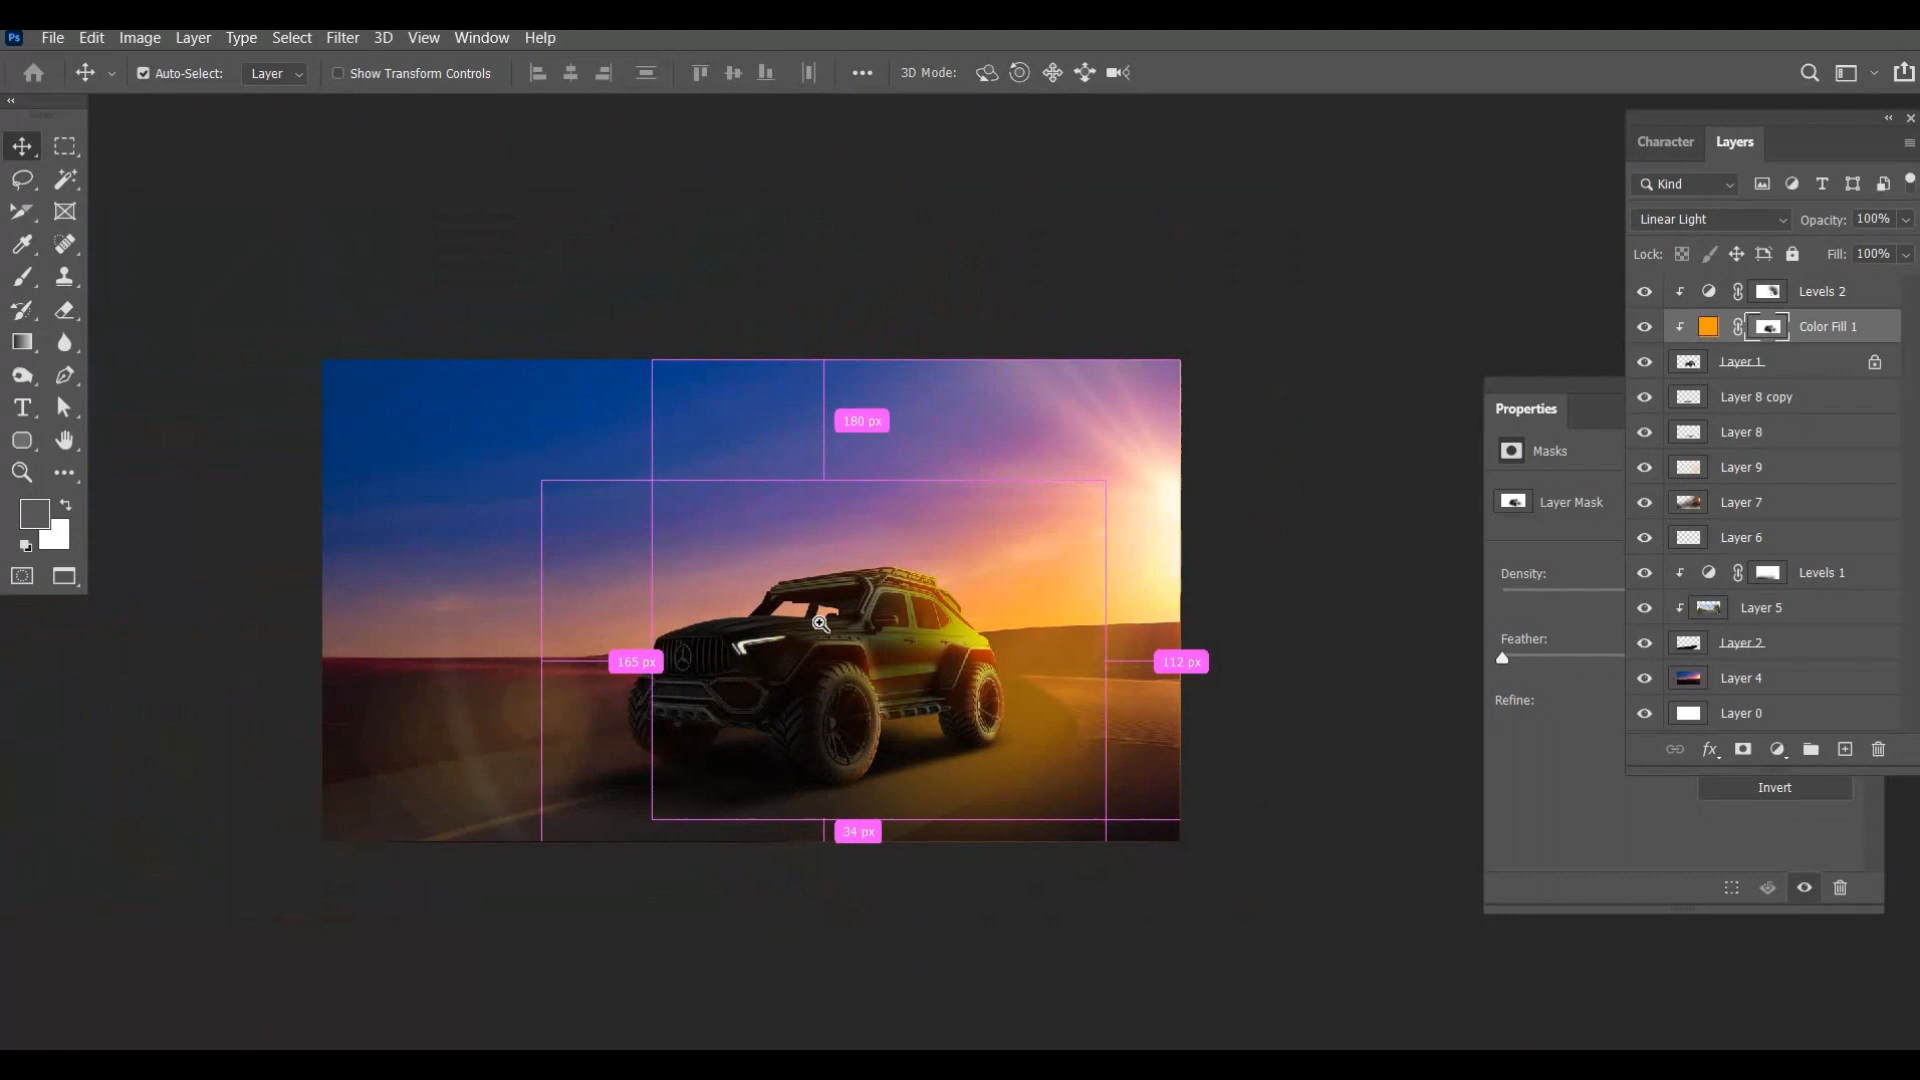 Ps File Edit Image Layer Type Select Filter 3D View Window Help
Auto-Select: Layer Show Transform Controls 3D Mode:
Character Layers
Kind
Linear Light Opacity: 100%
Lock: Fill: 100%
Levels 2
Color Fill 1
Layer 1
Layer 8 copy
Layer 8
Layer 9
Layer 7
Layer 6
Levels 1
Layer 5
Layer 2
Layer 4
Layer 0
Properties
Masks
Layer Mask
Density:
Feather:
Refine:
Invert
180 px
165 px
112 px
34 px